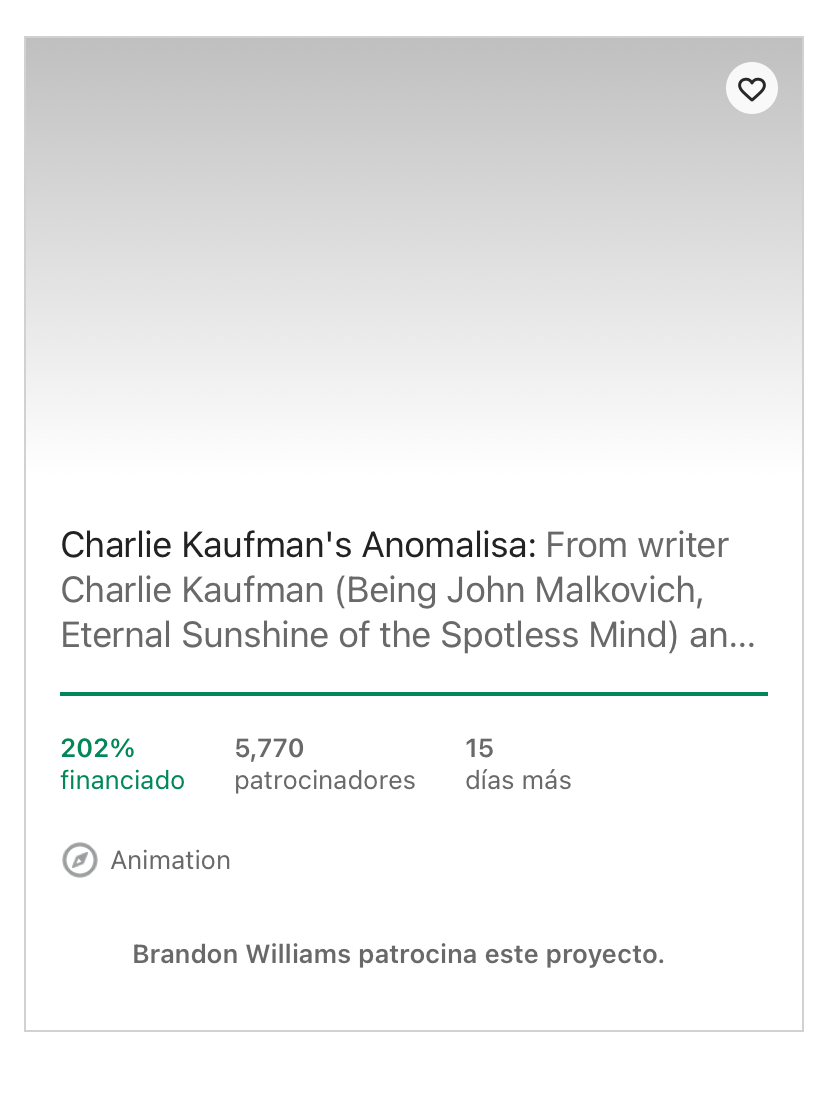 Charlie Kaufman's Anomalisa: From writer
Charlie Kaufman (Being John Malkovich,
Eternal Sunshine of the Spotless Mind) an...
202%
financiado
5,770
patrocinadores
15
días más
Animation
Brandon Williams patrocina este proyecto.